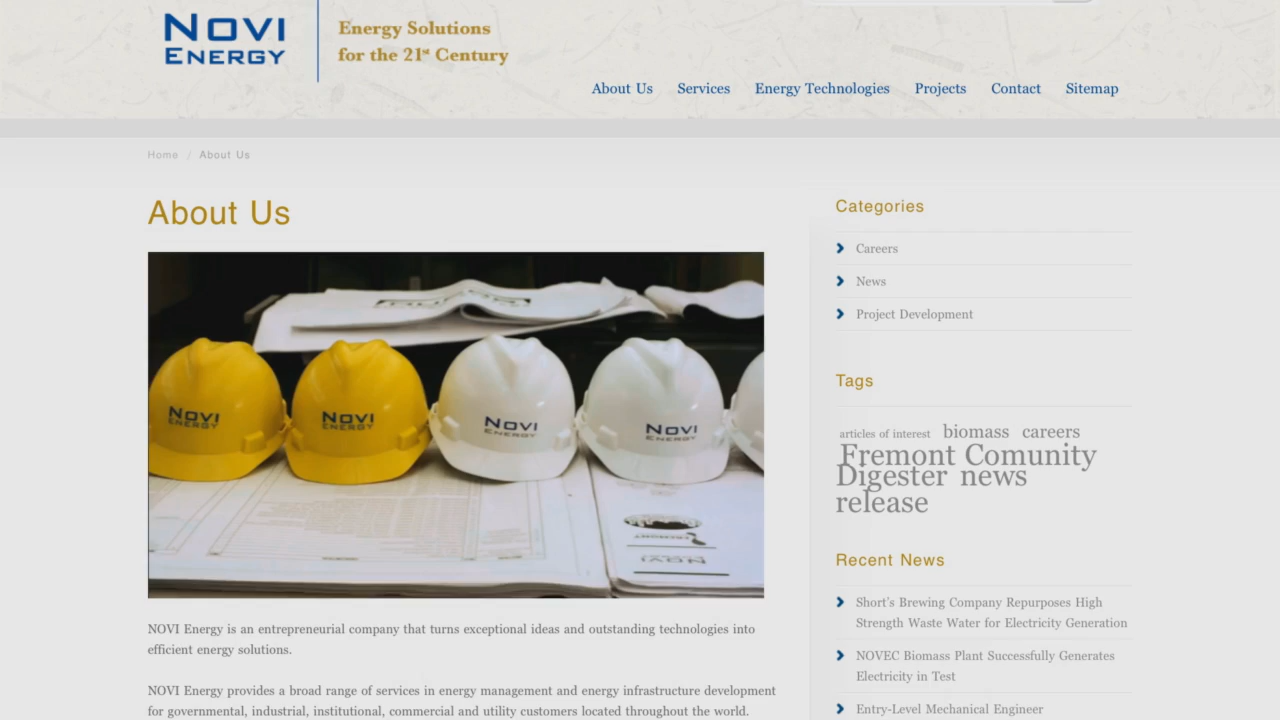 NOVI
ENERGY
Energy Solutions
for the 21st Century
About Us
Services
Energy Technologies
Projects
Contact
Sitemap
Home / About Us
About Us
NOVI
ENERGY
NOVI
ENERGY
NOVI
ENERGY
NOVI
ENERGY
NOVI
NOVI Energy is an entrepreneurial company that turns exceptional ideas and outstanding technologies into
efficient energy solutions.
NOVI Energy provides a broad range of services in energy management and energy infrastructure development
for governmental, industrial, institutional, commercial and utility customers located throughout the world.
Categories
Careers
News
Project Development
Tags
articles of interest biomass careers
Fremont Comunity
Digester news
release
Recent News
Short's Brewing Company Repurposes High
Strength Waste Water for Electricity Generation
NOVEC Biomass Plant Successfully Generates
Electricity in Test
Entry-Level Mechanical Engineer